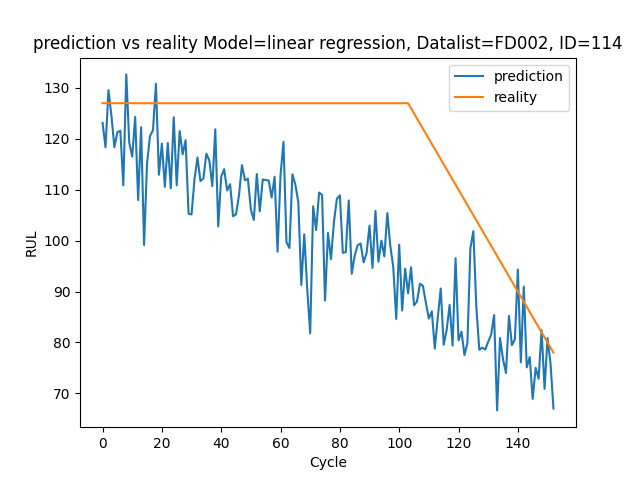 prediction vs reality Model=linear regression, Datalist=FD002, ID=114
prediction
reality
RUL
130
120
110
100
90
80
70
0 20 40 60 80 100 120 140
Cycle